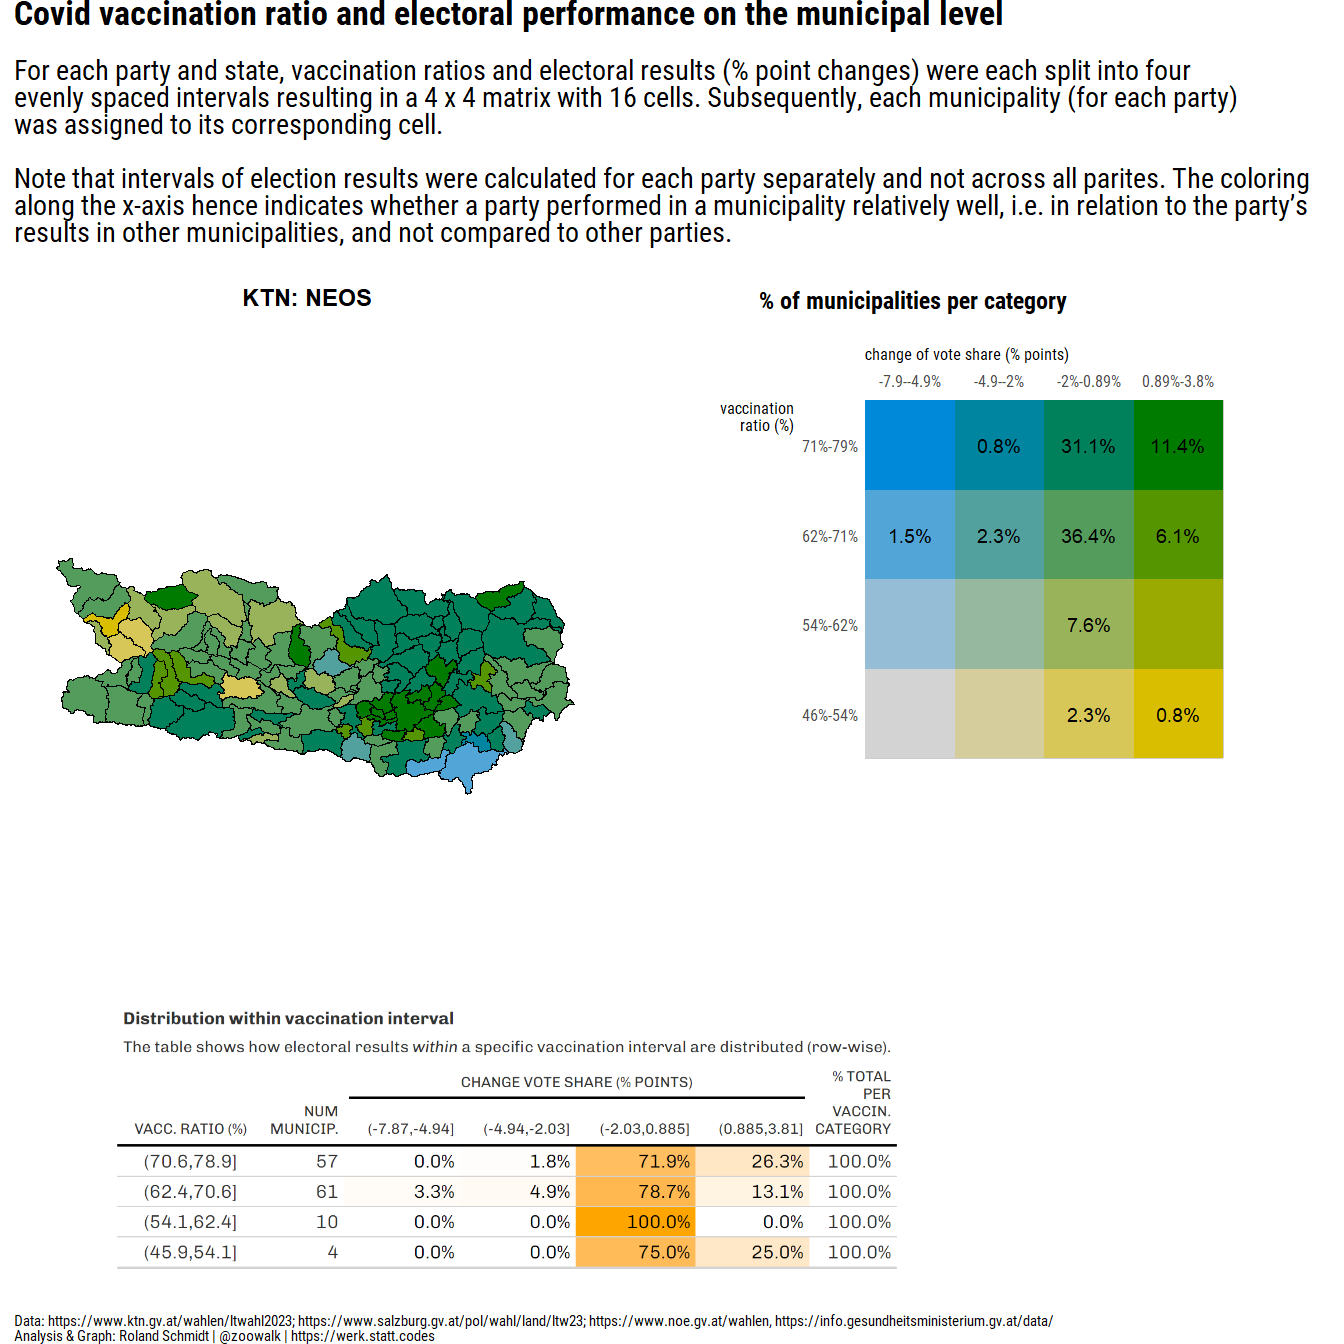 Covid vaccination ratio and electoral performance on the municipal level
For each party and state, vaccination ratios and electoral results (% point changes) were each split into four
evenly spaced intervals resulting in a 4 x 4 matrix with 16 cells. Subsequently, each municipality (for each party)
was assigned to its corresponding cell.
Note that intervals of election results were calculated for each party separately and not across all parites. The coloring
along the x-axis hence indicates whether a party performed in a municipality relatively well, i.e. in relation to the party's
results in other municipalities, and not compared to other parties.
KTN: NEOS
% of municipalities per category
change of vote share (% points)
-7.9--4.9% -4.9--2% -2%-0.89% 0.89%-3.8%
vaccination
ratio (%)
71%-79% 0.8% 31.1% 11.4%
62%-71% 1.5% 2.3% 36.4% 6.1%
54%-62% 7.6%
46%-54% 2.3% 0.8%
Distribution within vaccination interval
The table shows how electoral results within a specific vaccination interval are distributed (row-wise).
CHANGE VOTE SHARE (% POINTS)
% TOTAL
PER
VACCIN.
CATEGORY
NUM
MUNICIP.
VACC. RATIO (%) (-7.87,-4.94] (-4.94,-2.03] (-2.03,0.885] (0.885,3.81]
(70.6,78.9] 57 0.0% 1.8% 71.9% 26.3% 100.0%
(62.4,70.6] 61 3.3% 4.9% 78.7% 13.1% 100.0%
(54.1,62.4] 10 0.0% 0.0% 100.0% 0.0% 100.0%
(45.9,54.1] 4 0.0% 0.0% 75.0% 25.0% 100.0%
Data: https://www.ktn.gv.at/wahlen/ltwahl2023; https://www.salzburg.gv.at/pol/wahl/land/ltw23; https://www.noe.gv.at/wahlen, https://info.gesundheitsministerium.gv.at/data/
Analysis & Graph: Roland Schmidt | @zoowalk | https://werk.statt.codes